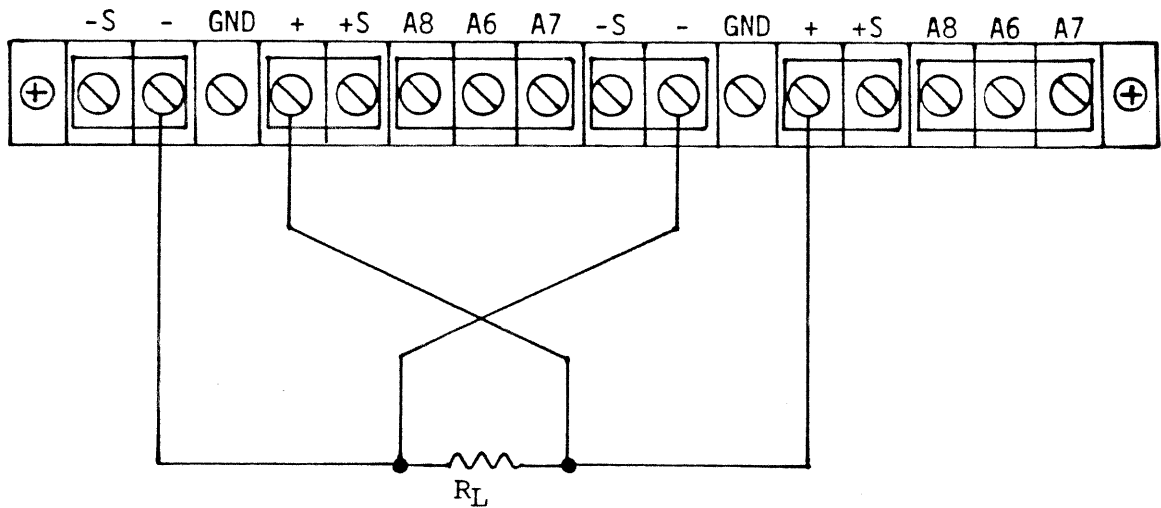 -S - GND + +S A8 A6 A7 -S - GND + +S A8 A6 A7
RL